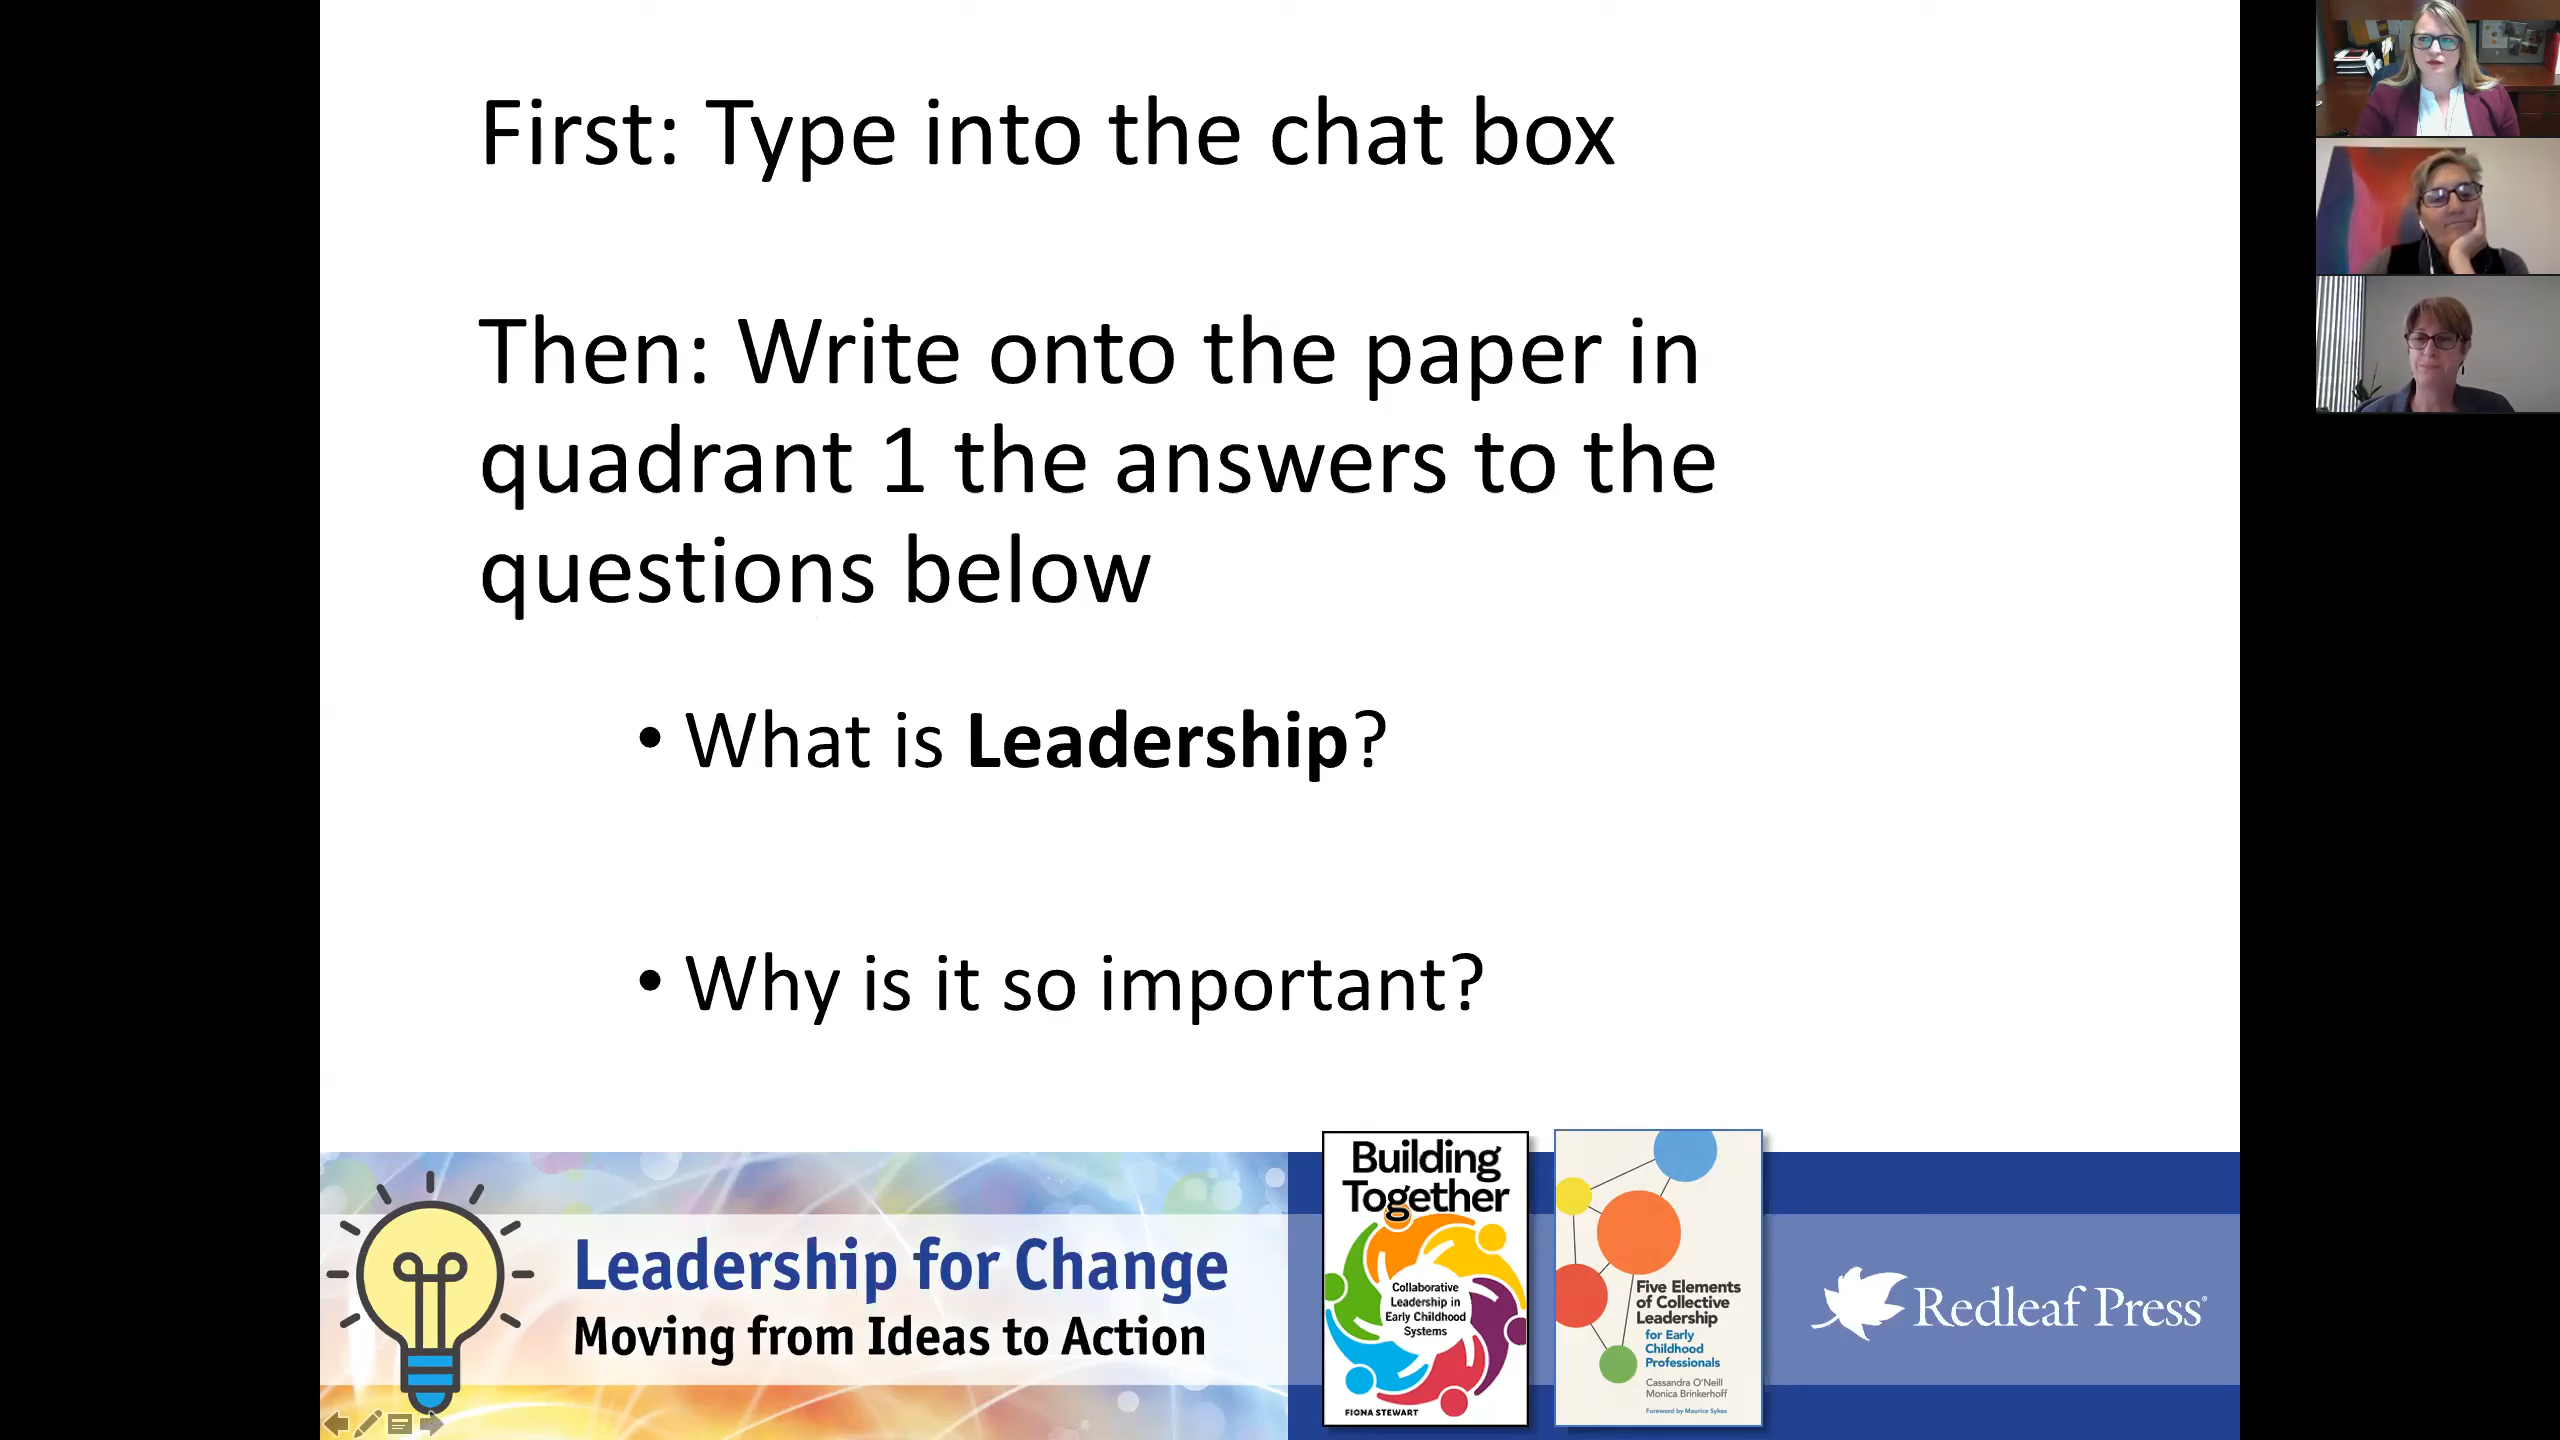 First: Type into the chat box
Then: Write onto the paper in
quadrant 1 the answers to the
questions below
• What is Leadership?
• Why is it so important?
Leadership for Change
Moving from Ideas to Action
Building
Together
Collaborative
Leadership in
Early Childhood
Systems
FIONA STEWART
Five Elements
of Collective
Leadership
for Early
Childhood
Professionals
Cassandra O'Neill
Monica Brinkerhoff
Foreword by Maurice Sykes
Redleaf Press®